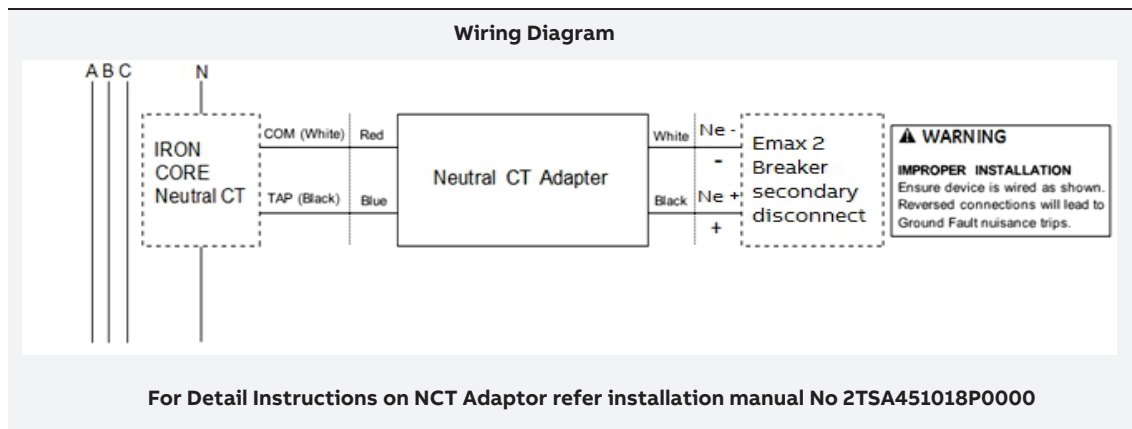 Wiring Diagram
A B C N
IRON
CORE
Neutral CT
COM (White) Red
TAP (Black) Blue
Neutral CT Adapter
White Ne -
-
Black Ne +
+
Emax 2
Breaker
secondary
disconnect
⚠ WARNING
IMPROPER INSTALLATION
Ensure device is wired as shown.
Reversed connections will lead to
Ground Fault nuisance trips.
For Detail Instructions on NCT Adaptor refer installation manual No 2TSA451018P0000